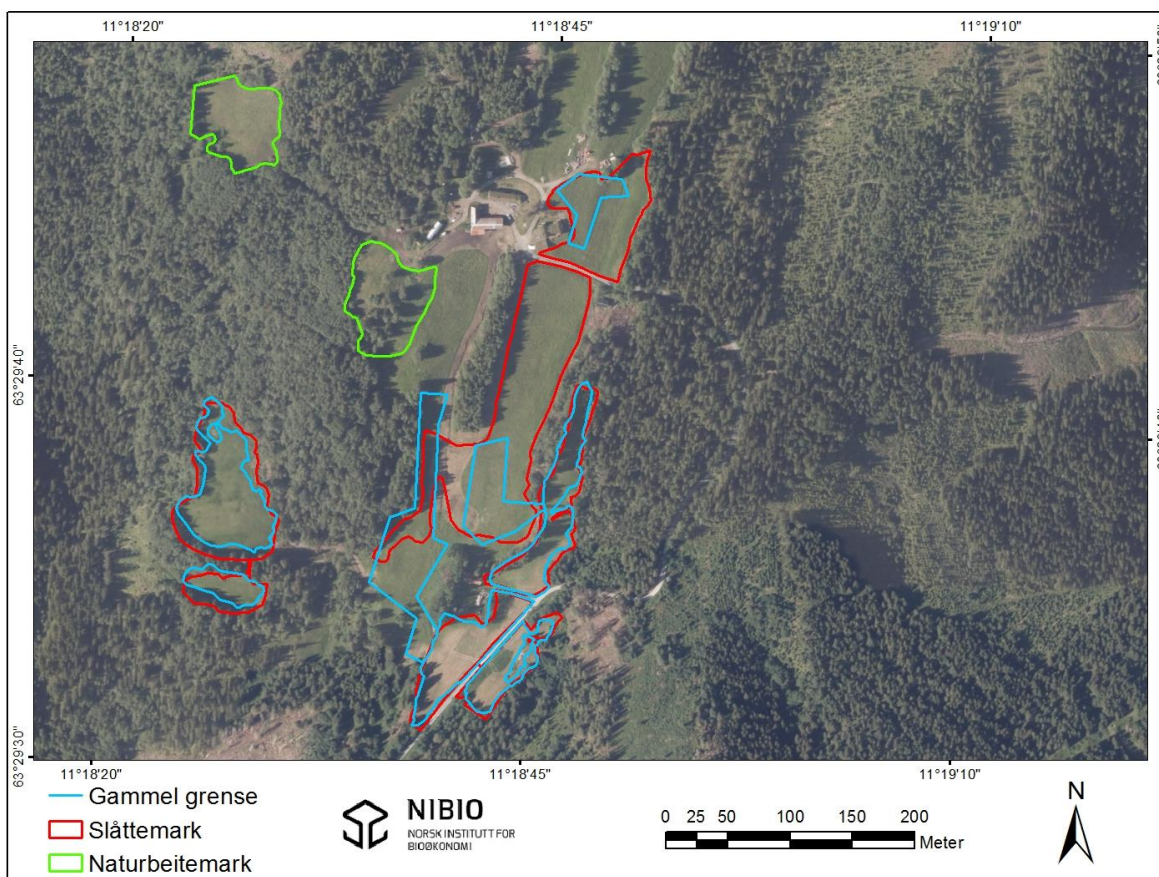 11°18'20" 11°18'45" 11°19'10"
63°29'40"
63°29'30"
11°18'20" 11°18'45" 11°19'10"
Gammel grense
Slåttemark
Naturbeitemark
NIBIO
NORSK INSTITUTT FOR
BIOØKONOMI
0 25 50 100 150 200
Meter
N